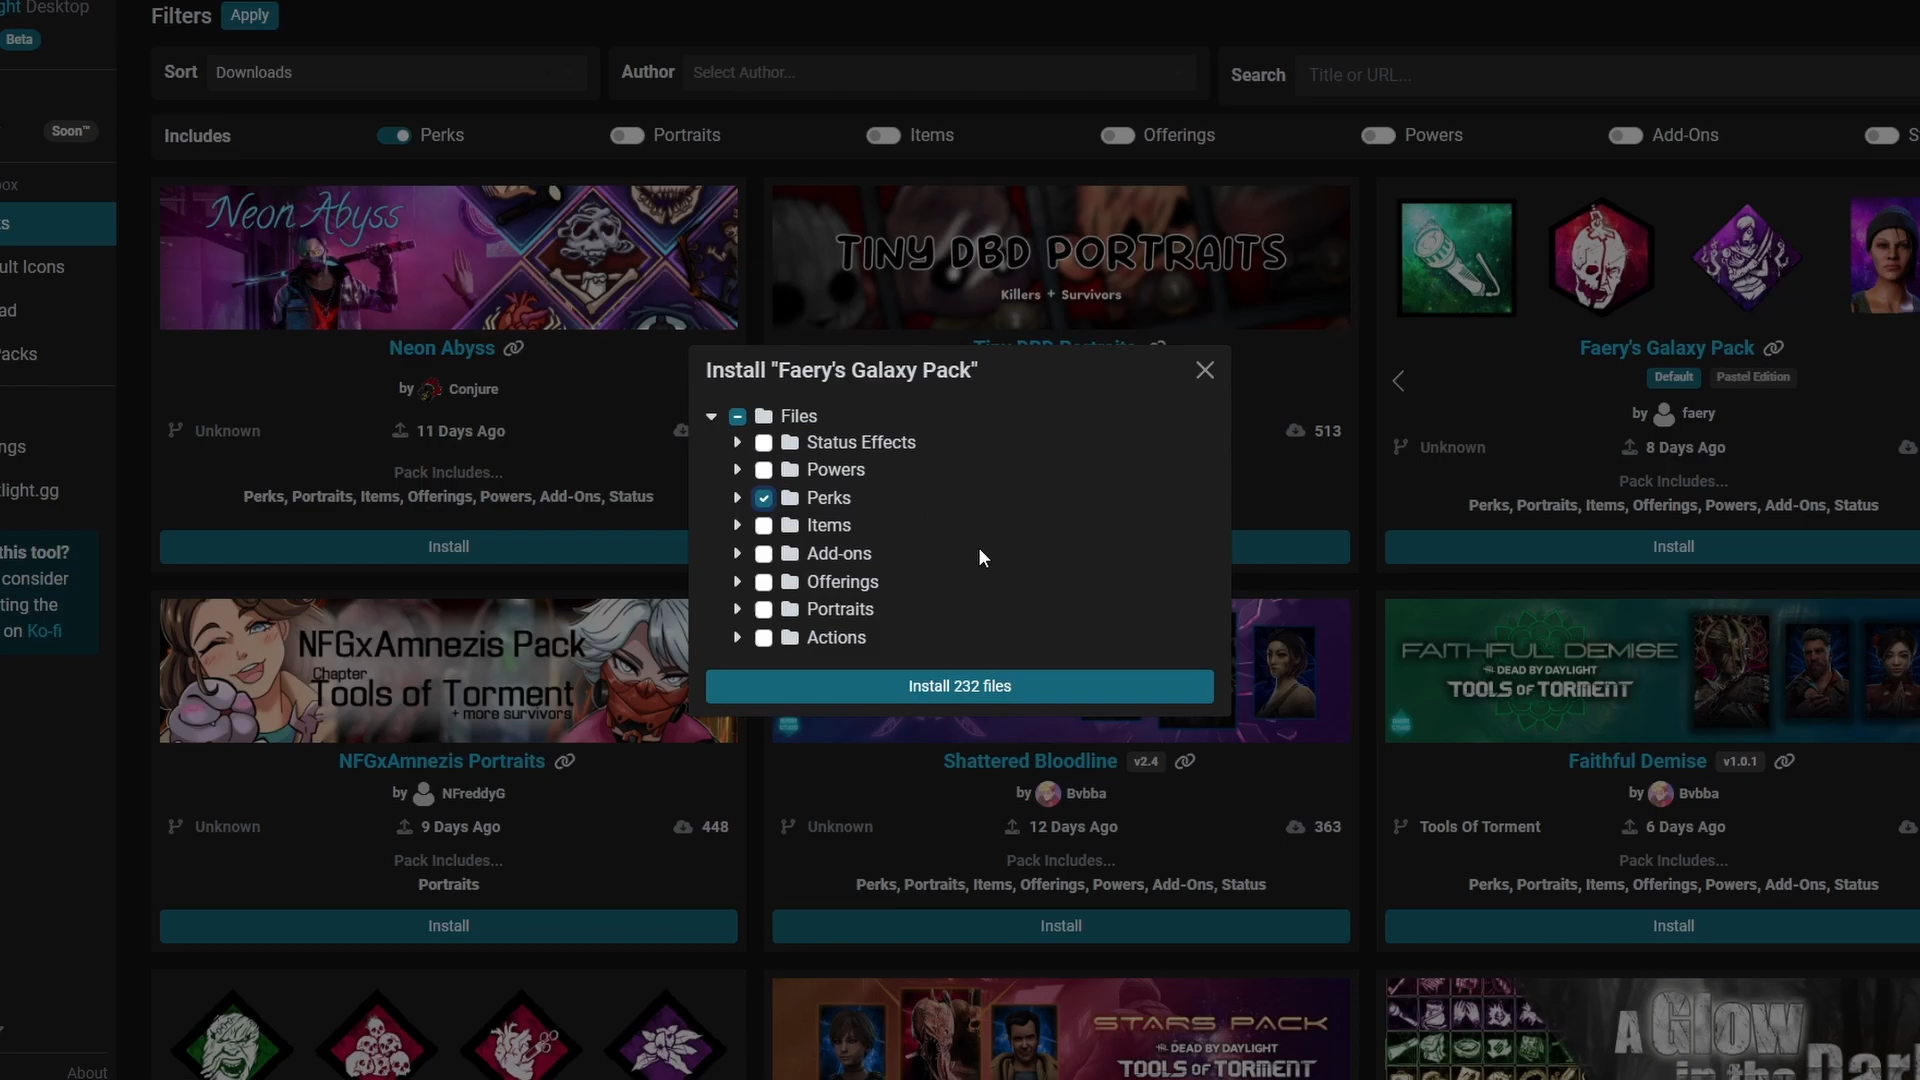 ght Desktop
Beta
Filters Apply
Sort Downloads
Author Select Author...
Search Title or URL...
Soon™
Includes Perks Portraits Items Offerings Powers Add-Ons S
ox
s
ult Icons
ad
acks
ngs
light.gg
this tool?
consider
ting the
on Ko-fi
About
Neon Abyss
Neon Abyss
by Conjure
Unknown 11 Days Ago
Pack Includes...
Perks, Portraits, Items, Offerings, Powers, Add-Ons, Status
Install
TINY DBD PORTRAITS
Killers + Survivors
Tiny DBD Portraits
513
Faery's Galaxy Pack
Default Pastel Edition
by faery
Unknown 8 Days Ago
Pack Includes...
Perks, Portraits, Items, Offerings, Powers, Add-Ons, Status
Install
Install "Faery's Galaxy Pack"
Files
Status Effects
Powers
Perks
Items
Add-ons
Offerings
Portraits
Actions
Install 232 files
NFGxAmnezis Pack
Chapter
Tools of Torment
+ more survivors
NFGxAmnezis Portraits
by NFreddyG
Unknown 9 Days Ago 448
Pack Includes...
Portraits
Install
Shattered Bloodline v2.4
by Bvbba
Unknown 12 Days Ago 363
Pack Includes...
Perks, Portraits, Items, Offerings, Powers, Add-Ons, Status
Install
FAITHFUL DEMISE
DEAD BY DAYLIGHT
TOOLS OF TORMENT
Faithful Demise v1.0.1
by Bvbba
Tools Of Torment 6 Days Ago
Pack Includes...
Perks, Portraits, Items, Offerings, Powers, Add-Ons, Status
Install
STARS PACK
DEAD BY DAYLIGHT
TOOLS OF TORMENT
A Glow
in the Dark